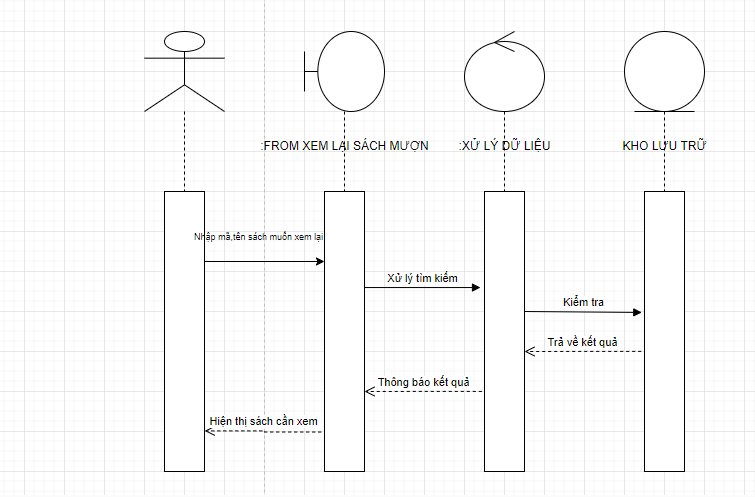 :FROM XEM LẠI SÁCH MƯỢN
:XỬ LÝ DỮ LIỆU
KHO LƯU TRỮ
Nhập mã,tên sách muốn xem lại
Xử lý tìm kiếm
Kiểm tra
Trả về kết quả
Thông báo kết quả
Hiện thị sách cần xem